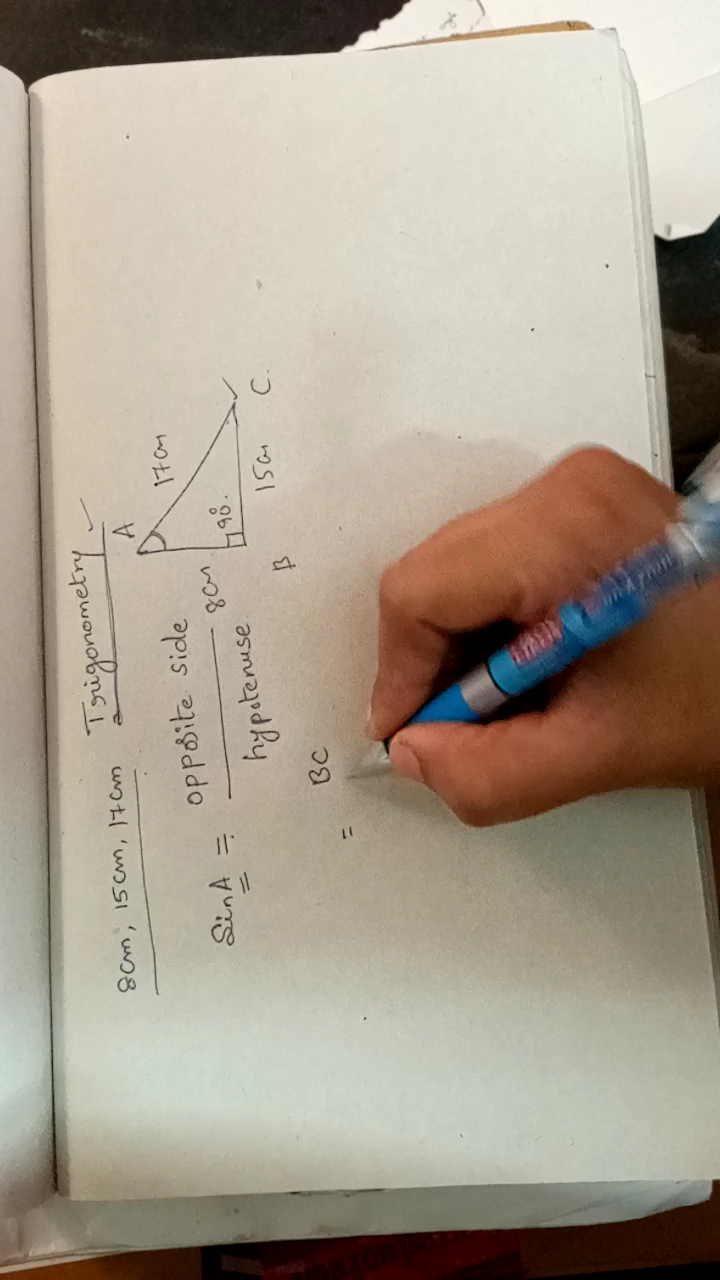 8cm, 15cm, 17cm Trigonometry
Sin A = opposite side
hypotenuse
= BC
A
17cm
8cm
90°
15cm
B
C